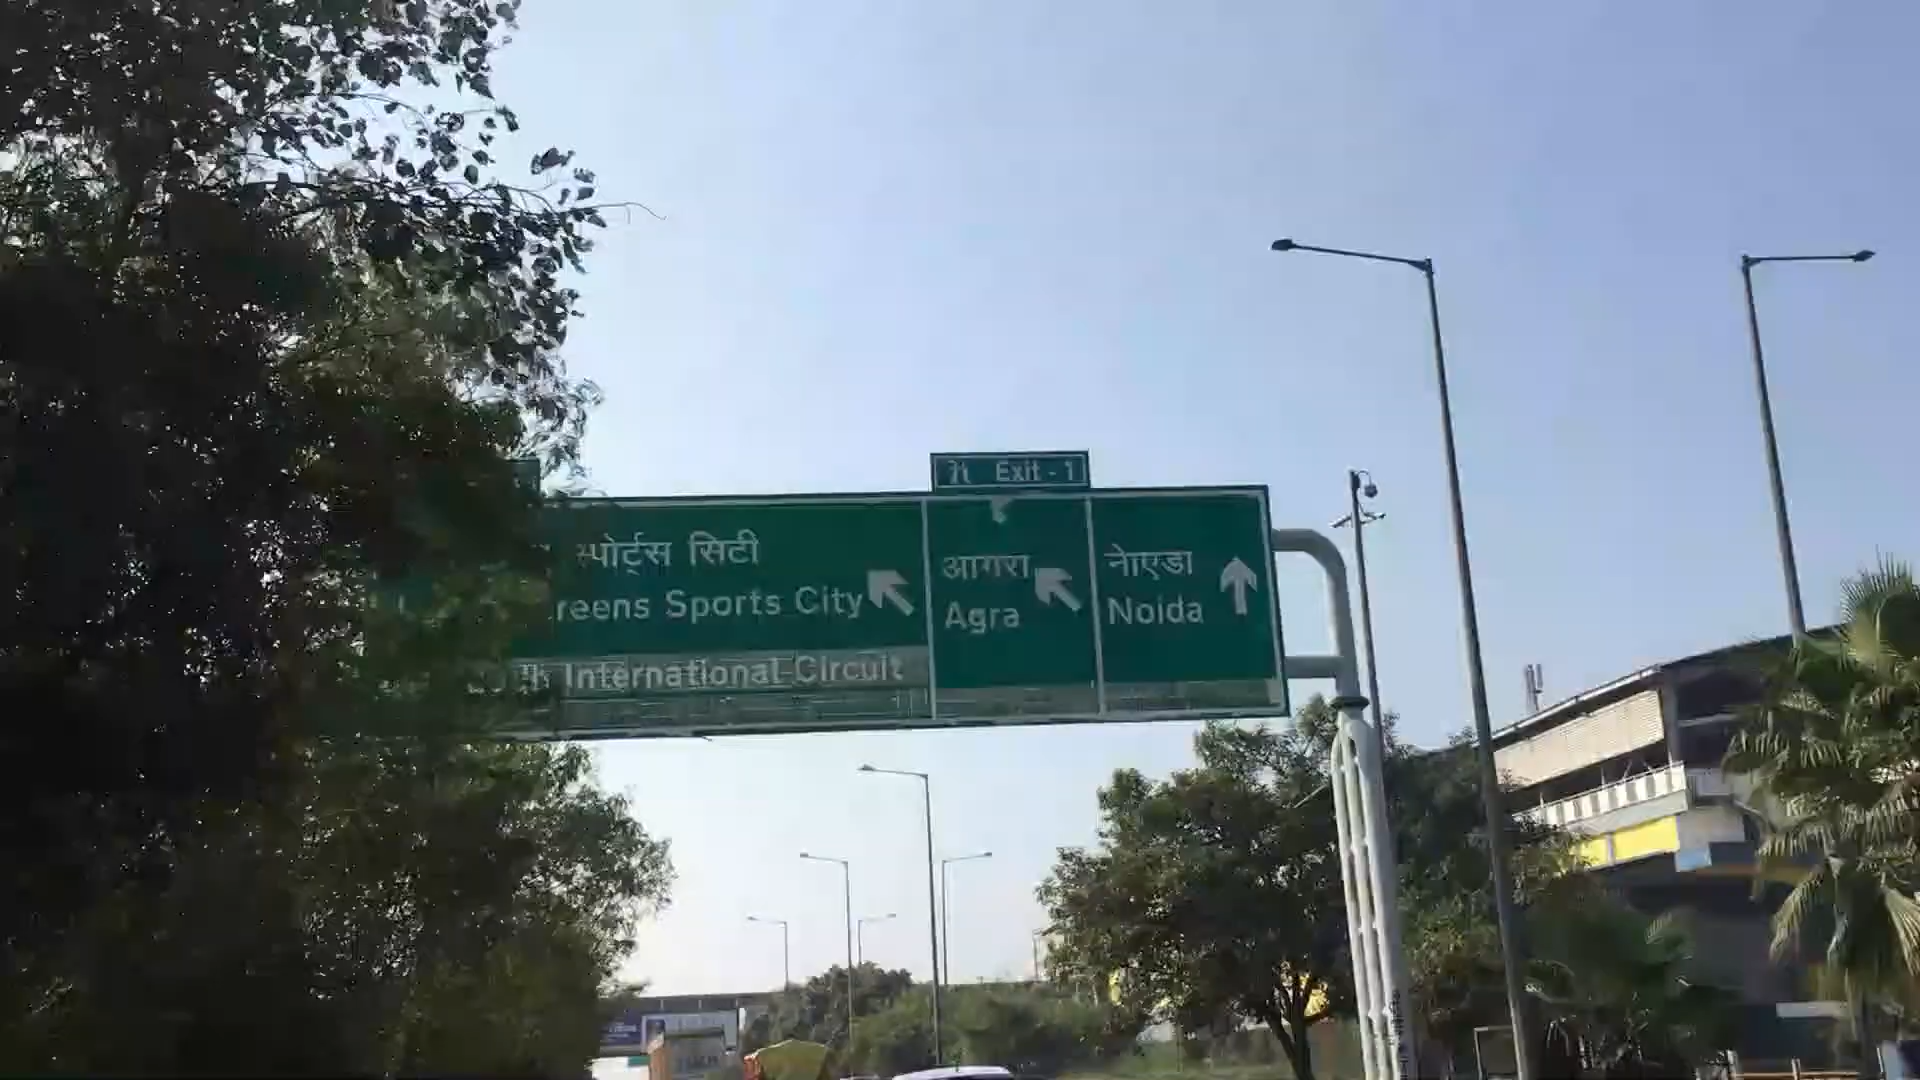 स्पोर्ट्स सिटी
reens Sports City
International Circuit
Exit - 1
आगरा
Agra
नोएडा
Noida